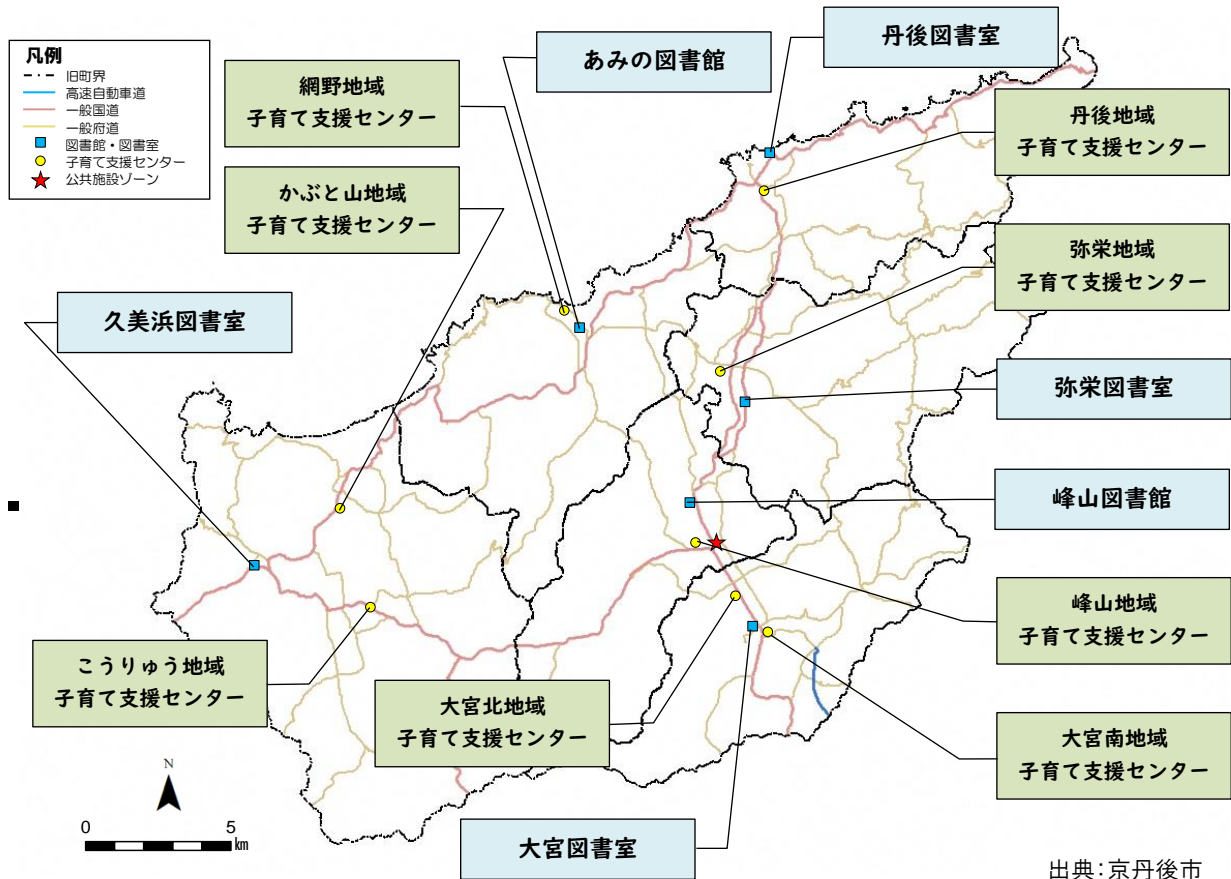 凡例
旧町界
高速自動車道
一般国道
一般府道
図書館・図書室
子育て支援センター
公共施設ゾーン
網野地域
子育て支援センター
あみの図書館
丹後図書室
丹後地域
子育て支援センター
かぶと山地域
子育て支援センター
弥栄地域
子育て支援センター
久美浜図書室
弥栄図書室
峰山図書館
峰山地域
子育て支援センター
こうりゅう地域
子育て支援センター
大宮北地域
子育て支援センター
大宮南地域
子育て支援センター
大宮図書室
N
0 5
km
出典：京丹後市